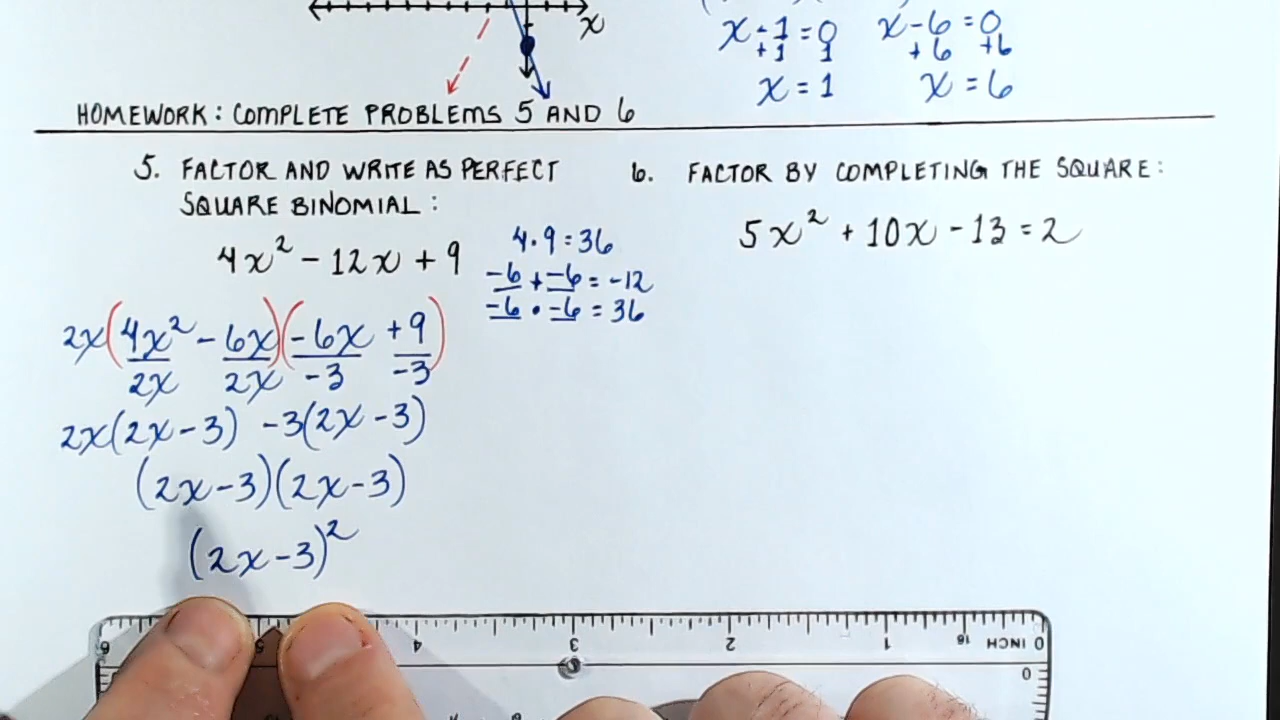 x
x - 1 = 0
+ 1 1
x = 1
x - 6 = 0
+ 6 + 6
x = 6
HOMEWORK: COMPLETE PROBLEMS 5 AND 6
5. FACTOR AND WRITE AS PERFECT
SQUARE BINOMIAL:
4x² - 12x + 9
4 • 9 = 36
-6 + -6 = -12
-6 • -6 = 36
2x(4x² - 6x)(-6x + 9)
2x 2x -3 -3
2x(2x - 3) -3(2x - 3)
(2x - 3)(2x - 3)
(2x - 3)²
6. FACTOR BY COMPLETING THE SQUARE:
5x² + 10x - 13 = 2
6 5 4 3 2 1 16 INCH 0
0